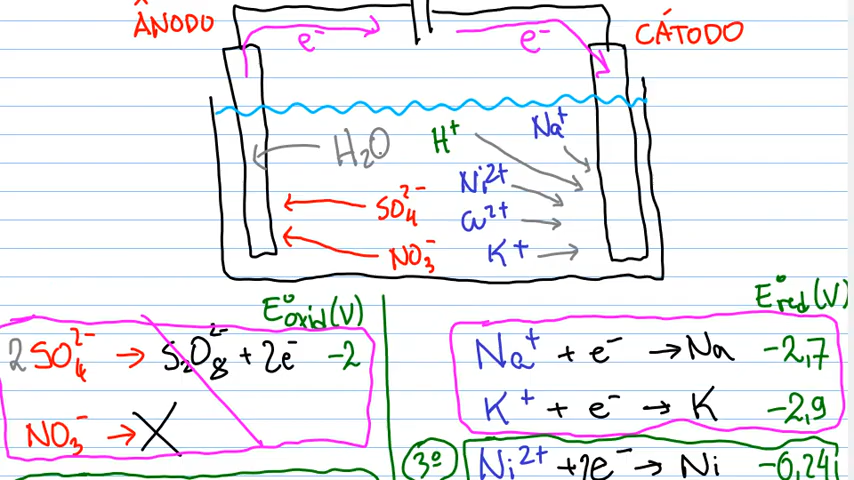 ÂNODO
e⁻
e⁻
CÁTODO
H₂O
H⁺
Na⁺
Ni²⁺
SO₄²⁻
Cu²⁺
NO₃⁻
K⁺
E°oxid(V)
2SO₄²⁻ → S₂O₈²⁻ + 2e⁻ -2
NO₃⁻ → X
E°red(V)
Na⁺ + e⁻ → Na -2,7
K⁺ + e⁻ → K -2,9
3º Ni²⁺ + 2e⁻ → Ni -0,24